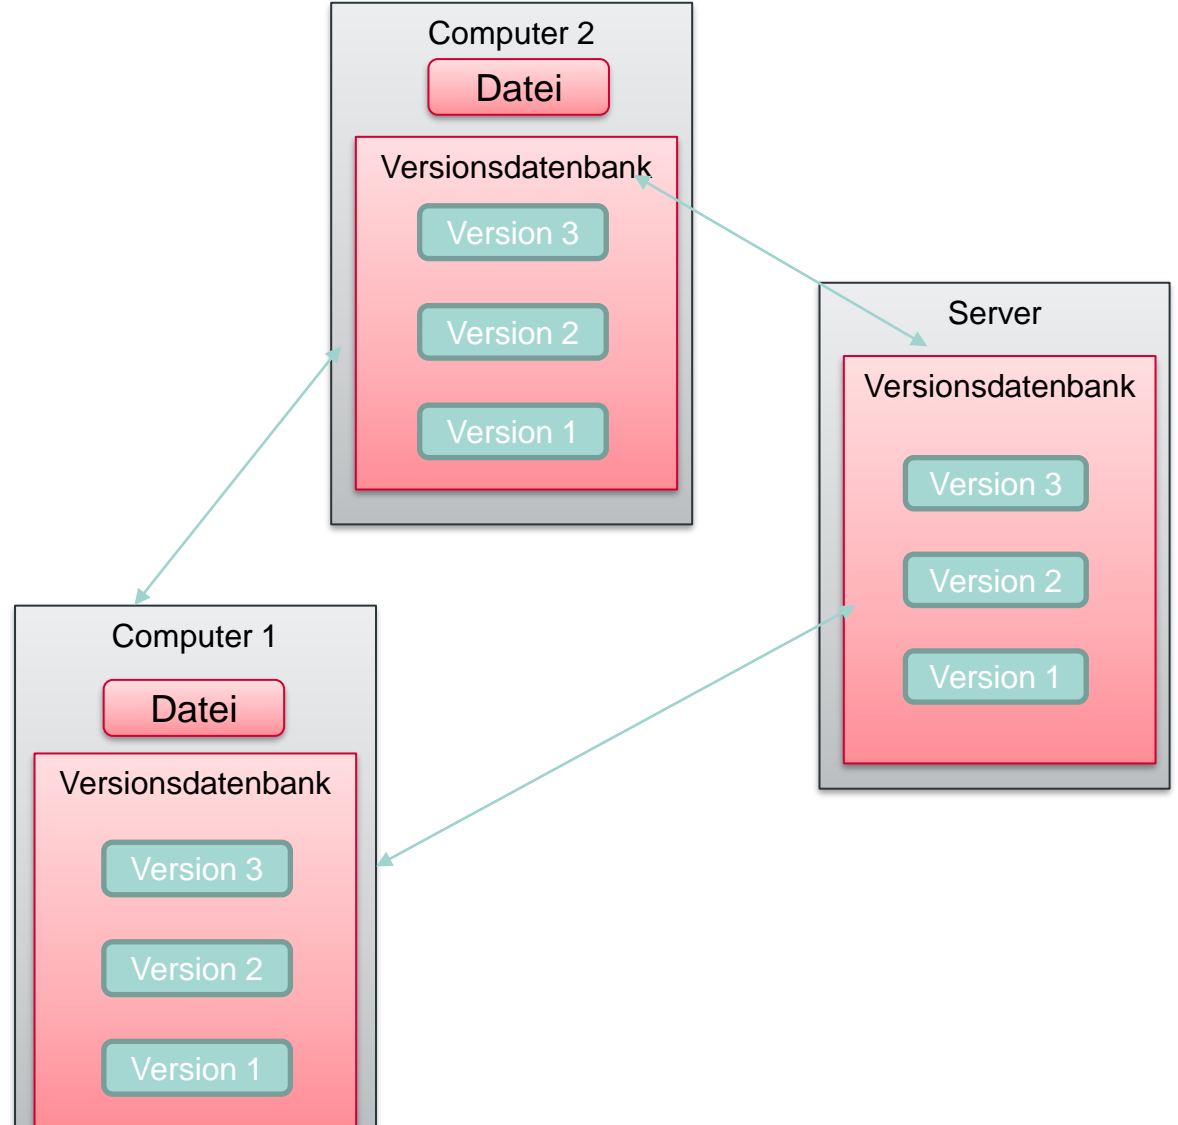 Computer 2
Datei
Versionsdatenbank
Version 3
Version 2
Version 1
Server
Versionsdatenbank
Version 3
Version 2
Version 1
Computer 1
Datei
Versionsdatenbank
Version 3
Version 2
Version 1